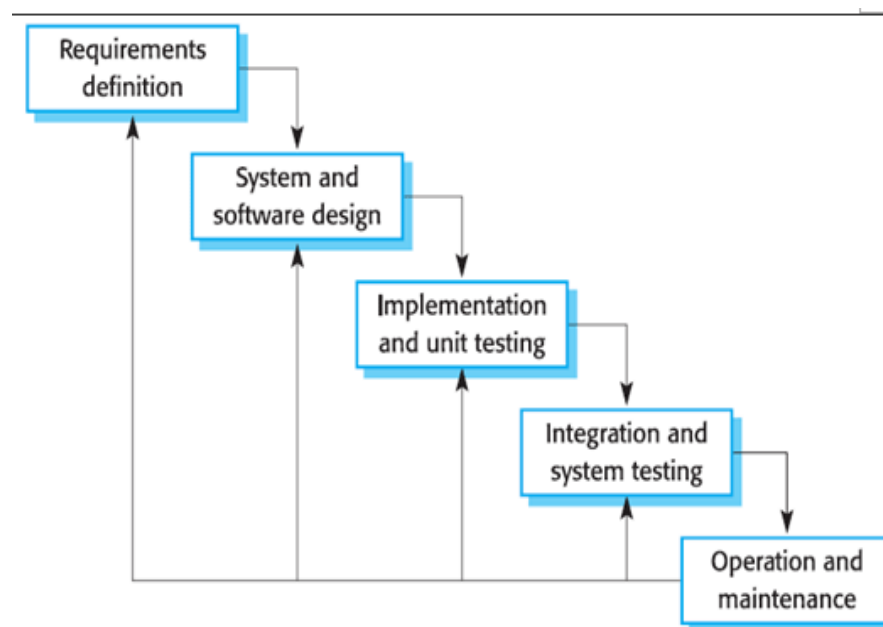 Requirements
definition
System and
software design
Implementation
and unit testing
Integration and
system testing
Operation and
maintenance